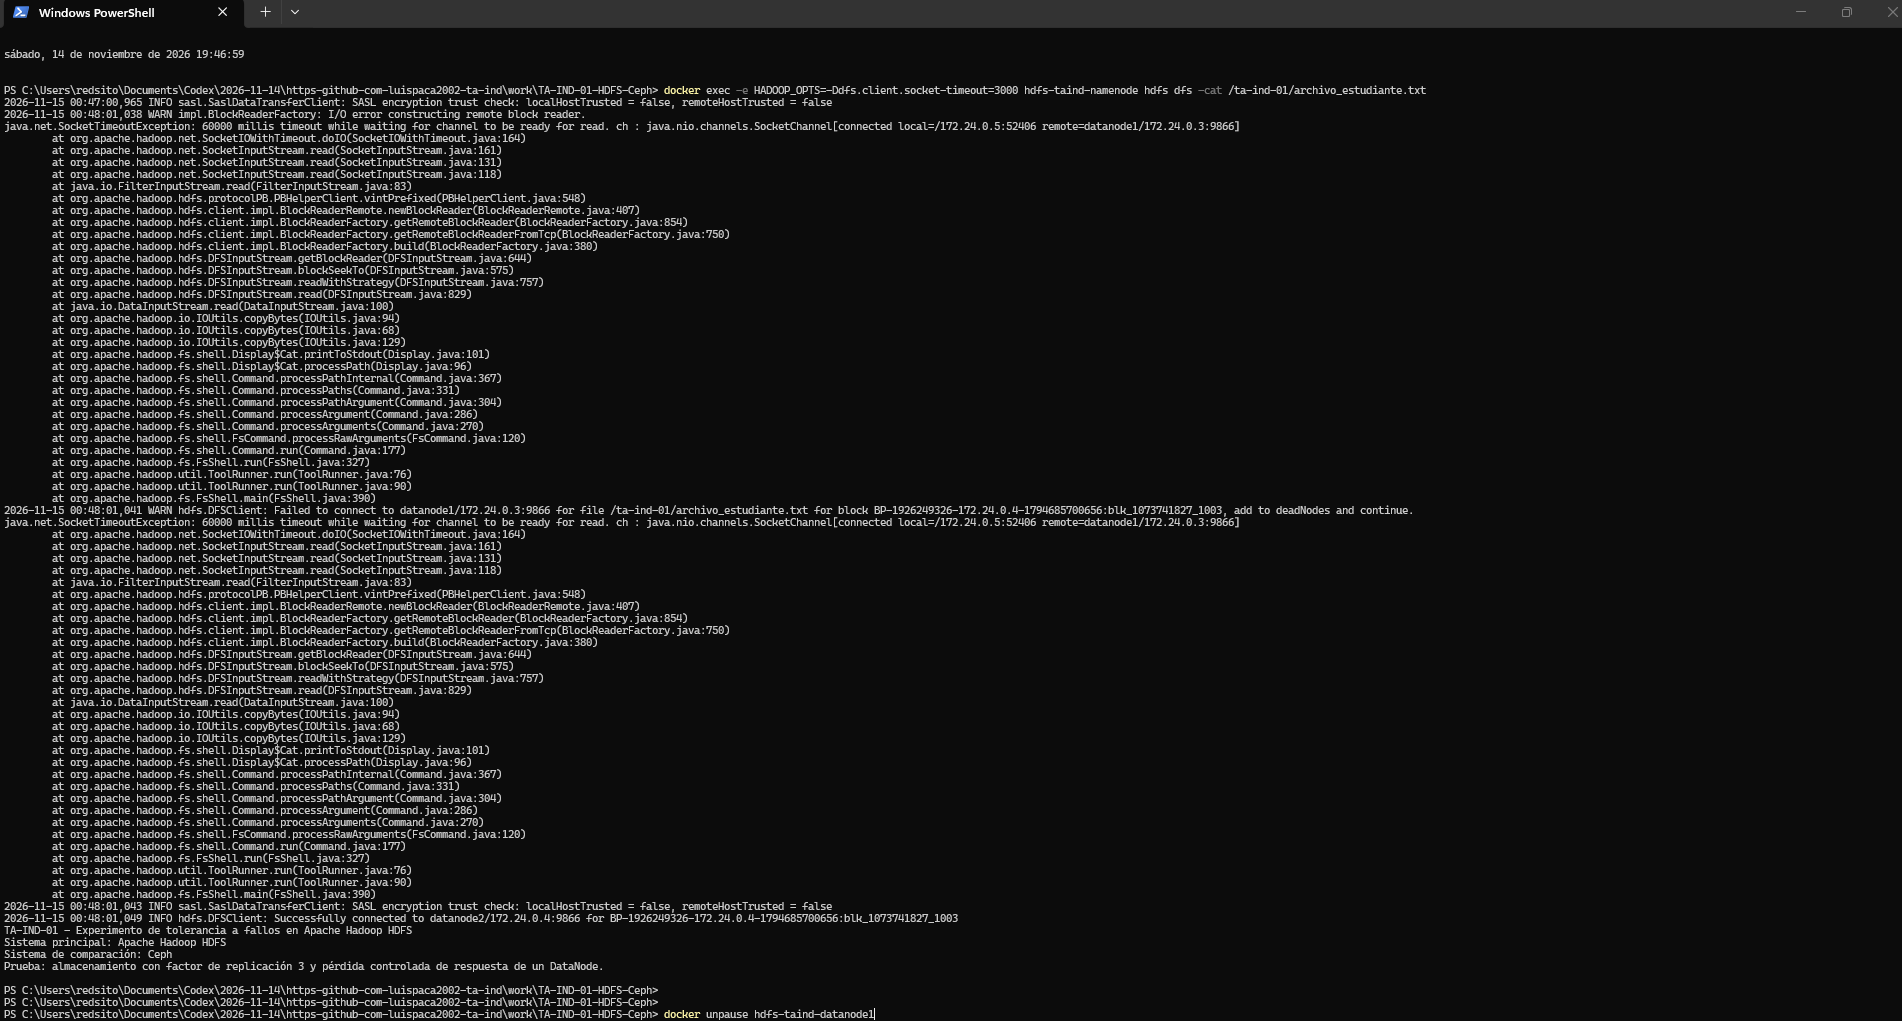 Windows PowerShell
sábado, 14 de noviembre de 2026 19:46:59
PS C:\Users\redsito\Documents\Codex\2026-11-14\https-github-com-luispaca2002-ta-ind\work\TA-IND-01-HDFS-Ceph> docker exec -e HADOOP_OPTS=-Ddfs.client.socket-timeout=3000 hdfs-taind-namenode hdfs dfs -cat /ta-ind-01/archivo_estudiante.txt
2026-11-15 00:47:00,965 INFO sasl.SaslDataTransferClient: SASL encryption trust check: localHostTrusted = false, remoteHostTrusted = false
2026-11-15 00:48:01,038 WARN impl.BlockReaderFactory: I/O error constructing remote block reader.
java.net.SocketTimeoutException: 60000 millis timeout while waiting for channel to be ready for read. ch : java.nio.channels.SocketChannel[connected local=/172.24.0.5:52406 remote=datanode1/172.24.0.3:9866]
at org.apache.hadoop.net.SocketIOWithTimeout.doIO(SocketIOWithTimeout.java:164)
at org.apache.hadoop.net.SocketInputStream.read(SocketInputStream.java:161)
at org.apache.hadoop.net.SocketInputStream.read(SocketInputStream.java:131)
at org.apache.hadoop.net.SocketInputStream.read(SocketInputStream.java:118)
at java.io.FilterInputStream.read(FilterInputStream.java:83)
at org.apache.hadoop.hdfs.protocolPB.PBHelperClient.vintPrefixed(PBHelperClient.java:548)
at org.apache.hadoop.hdfs.client.impl.BlockReaderRemote.newBlockReader(BlockReaderRemote.java:407)
at org.apache.hadoop.hdfs.client.impl.BlockReaderFactory.getRemoteBlockReader(BlockReaderFactory.java:854)
at org.apache.hadoop.hdfs.client.impl.BlockReaderFactory.getRemoteBlockReaderFromTcp(BlockReaderFactory.java:750)
at org.apache.hadoop.hdfs.client.impl.BlockReaderFactory.build(BlockReaderFactory.java:380)
at org.apache.hadoop.hdfs.DFSInputStream.getBlockReader(DFSInputStream.java:644)
at org.apache.hadoop.hdfs.DFSInputStream.blockSeekTo(DFSInputStream.java:575)
at org.apache.hadoop.hdfs.DFSInputStream.readWithStrategy(DFSInputStream.java:757)
at org.apache.hadoop.hdfs.DFSInputStream.read(DFSInputStream.java:829)
at java.io.DataInputStream.read(DataInputStream.java:100)
at org.apache.hadoop.io.IOUtils.copyBytes(IOUtils.java:94)
at org.apache.hadoop.io.IOUtils.copyBytes(IOUtils.java:68)
at org.apache.hadoop.io.IOUtils.copyBytes(IOUtils.java:129)
at org.apache.hadoop.fs.shell.Display$Cat.printToStdout(Display.java:101)
at org.apache.hadoop.fs.shell.Display$Cat.processPath(Display.java:96)
at org.apache.hadoop.fs.shell.Command.processPathInternal(Command.java:367)
at org.apache.hadoop.fs.shell.Command.processPaths(Command.java:331)
at org.apache.hadoop.fs.shell.Command.processPathArgument(Command.java:304)
at org.apache.hadoop.fs.shell.Command.processArgument(Command.java:286)
at org.apache.hadoop.fs.shell.Command.processArguments(Command.java:270)
at org.apache.hadoop.fs.shell.FsCommand.processRawArguments(FsCommand.java:120)
at org.apache.hadoop.fs.shell.Command.run(Command.java:177)
at org.apache.hadoop.fs.FsShell.run(FsShell.java:327)
at org.apache.hadoop.util.ToolRunner.run(ToolRunner.java:76)
at org.apache.hadoop.util.ToolRunner.run(ToolRunner.java:90)
at org.apache.hadoop.fs.FsShell.main(FsShell.java:390)
2026-11-15 00:48:01,041 WARN hdfs.DFSClient: Failed to connect to datanode1/172.24.0.3:9866 for file /ta-ind-01/archivo_estudiante.txt for block BP-1926249326-172.24.0.4-1794685700656:blk_1073741827_1003, add to deadNodes and continue.
java.net.SocketTimeoutException: 60000 millis timeout while waiting for channel to be ready for read. ch : java.nio.channels.SocketChannel[connected local=/172.24.0.5:52406 remote=datanode1/172.24.0.3:9866]
at org.apache.hadoop.net.SocketIOWithTimeout.doIO(SocketIOWithTimeout.java:164)
at org.apache.hadoop.net.SocketInputStream.read(SocketInputStream.java:161)
at org.apache.hadoop.net.SocketInputStream.read(SocketInputStream.java:131)
at org.apache.hadoop.net.SocketInputStream.read(SocketInputStream.java:118)
at java.io.FilterInputStream.read(FilterInputStream.java:83)
at org.apache.hadoop.hdfs.protocolPB.PBHelperClient.vintPrefixed(PBHelperClient.java:548)
at org.apache.hadoop.hdfs.client.impl.BlockReaderRemote.newBlockReader(BlockReaderRemote.java:407)
at org.apache.hadoop.hdfs.client.impl.BlockReaderFactory.getRemoteBlockReader(BlockReaderFactory.java:854)
at org.apache.hadoop.hdfs.client.impl.BlockReaderFactory.getRemoteBlockReaderFromTcp(BlockReaderFactory.java:750)
at org.apache.hadoop.hdfs.client.impl.BlockReaderFactory.build(BlockReaderFactory.java:380)
at org.apache.hadoop.hdfs.DFSInputStream.getBlockReader(DFSInputStream.java:644)
at org.apache.hadoop.hdfs.DFSInputStream.blockSeekTo(DFSInputStream.java:575)
at org.apache.hadoop.hdfs.DFSInputStream.readWithStrategy(DFSInputStream.java:757)
at org.apache.hadoop.hdfs.DFSInputStream.read(DFSInputStream.java:829)
at java.io.DataInputStream.read(DataInputStream.java:100)
at org.apache.hadoop.io.IOUtils.copyBytes(IOUtils.java:94)
at org.apache.hadoop.io.IOUtils.copyBytes(IOUtils.java:68)
at org.apache.hadoop.io.IOUtils.copyBytes(IOUtils.java:129)
at org.apache.hadoop.fs.shell.Display$Cat.printToStdout(Display.java:101)
at org.apache.hadoop.fs.shell.Display$Cat.processPath(Display.java:96)
at org.apache.hadoop.fs.shell.Command.processPathInternal(Command.java:367)
at org.apache.hadoop.fs.shell.Command.processPaths(Command.java:331)
at org.apache.hadoop.fs.shell.Command.processPathArgument(Command.java:304)
at org.apache.hadoop.fs.shell.Command.processArgument(Command.java:286)
at org.apache.hadoop.fs.shell.Command.processArguments(Command.java:270)
at org.apache.hadoop.fs.shell.FsCommand.processRawArguments(FsCommand.java:120)
at org.apache.hadoop.fs.shell.Command.run(Command.java:177)
at org.apache.hadoop.fs.FsShell.run(FsShell.java:327)
at org.apache.hadoop.util.ToolRunner.run(ToolRunner.java:76)
at org.apache.hadoop.util.ToolRunner.run(ToolRunner.java:90)
at org.apache.hadoop.fs.FsShell.main(FsShell.java:390)
2026-11-15 00:48:01,043 INFO sasl.SaslDataTransferClient: SASL encryption trust check: localHostTrusted = false, remoteHostTrusted = false
2026-11-15 00:48:01,049 INFO hdfs.DFSClient: Successfully connected to datanode2/172.24.0.4:9866 for BP-1926249326-172.24.0.4-1794685700656:blk_1073741827_1003
TA-IND-01 - Experimento de tolerancia a fallos en Apache Hadoop HDFS
Sistema principal: Apache Hadoop HDFS
Sistema de comparación: Ceph
Prueba: almacenamiento con factor de replicación 3 y pérdida controlada de respuesta de un DataNode.
PS C:\Users\redsito\Documents\Codex\2026-11-14\https-github-com-luispaca2002-ta-ind\work\TA-IND-01-HDFS-Ceph>
PS C:\Users\redsito\Documents\Codex\2026-11-14\https-github-com-luispaca2002-ta-ind\work\TA-IND-01-HDFS-Ceph>
PS C:\Users\redsito\Documents\Codex\2026-11-14\https-github-com-luispaca2002-ta-ind\work\TA-IND-01-HDFS-Ceph> docker unpause hdfs-taind-datanode1